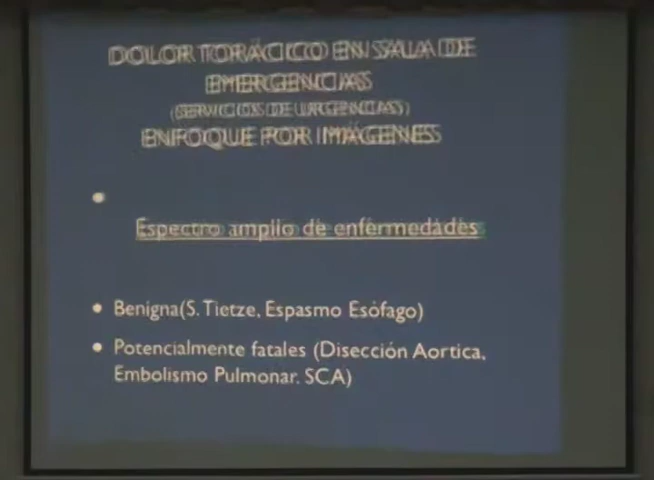 DOLOR TORÁCICO EN SALA DE
EMERGENCIAS
(SERVICIOS DE URGENCIAS)
ENFOQUE POR IMÁGENES
Espectro amplio de enfermedades
• Benigna(S. Tietze, Espasmo Esófago)
• Potencialmente fatales (Disección Aortica,
Embolismo Pulmonar. SCA)